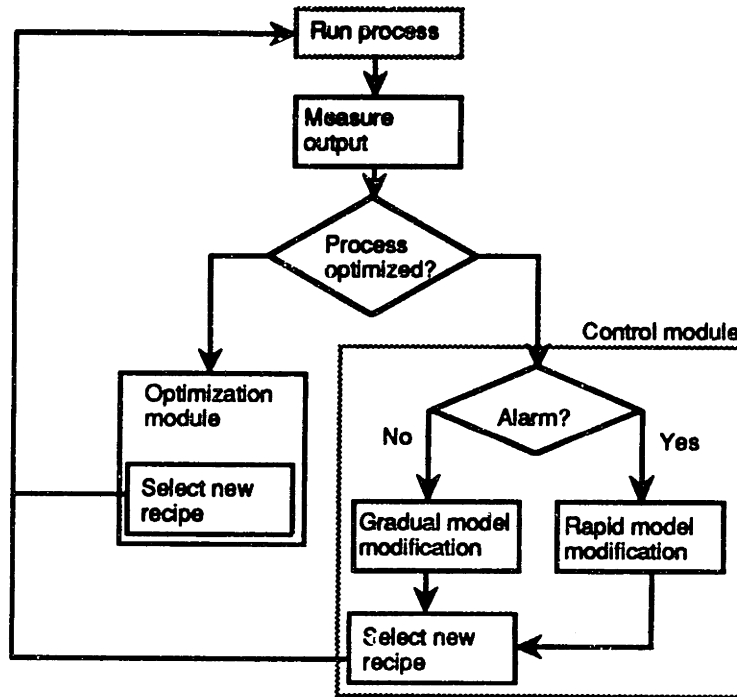 Run process
Measure
output
Process
optimized?
Control module
Optimization
module
Alarm?
No
Yes
Select new
recipe
Gradual model
modification
Rapid model
modification
Select new
recipe